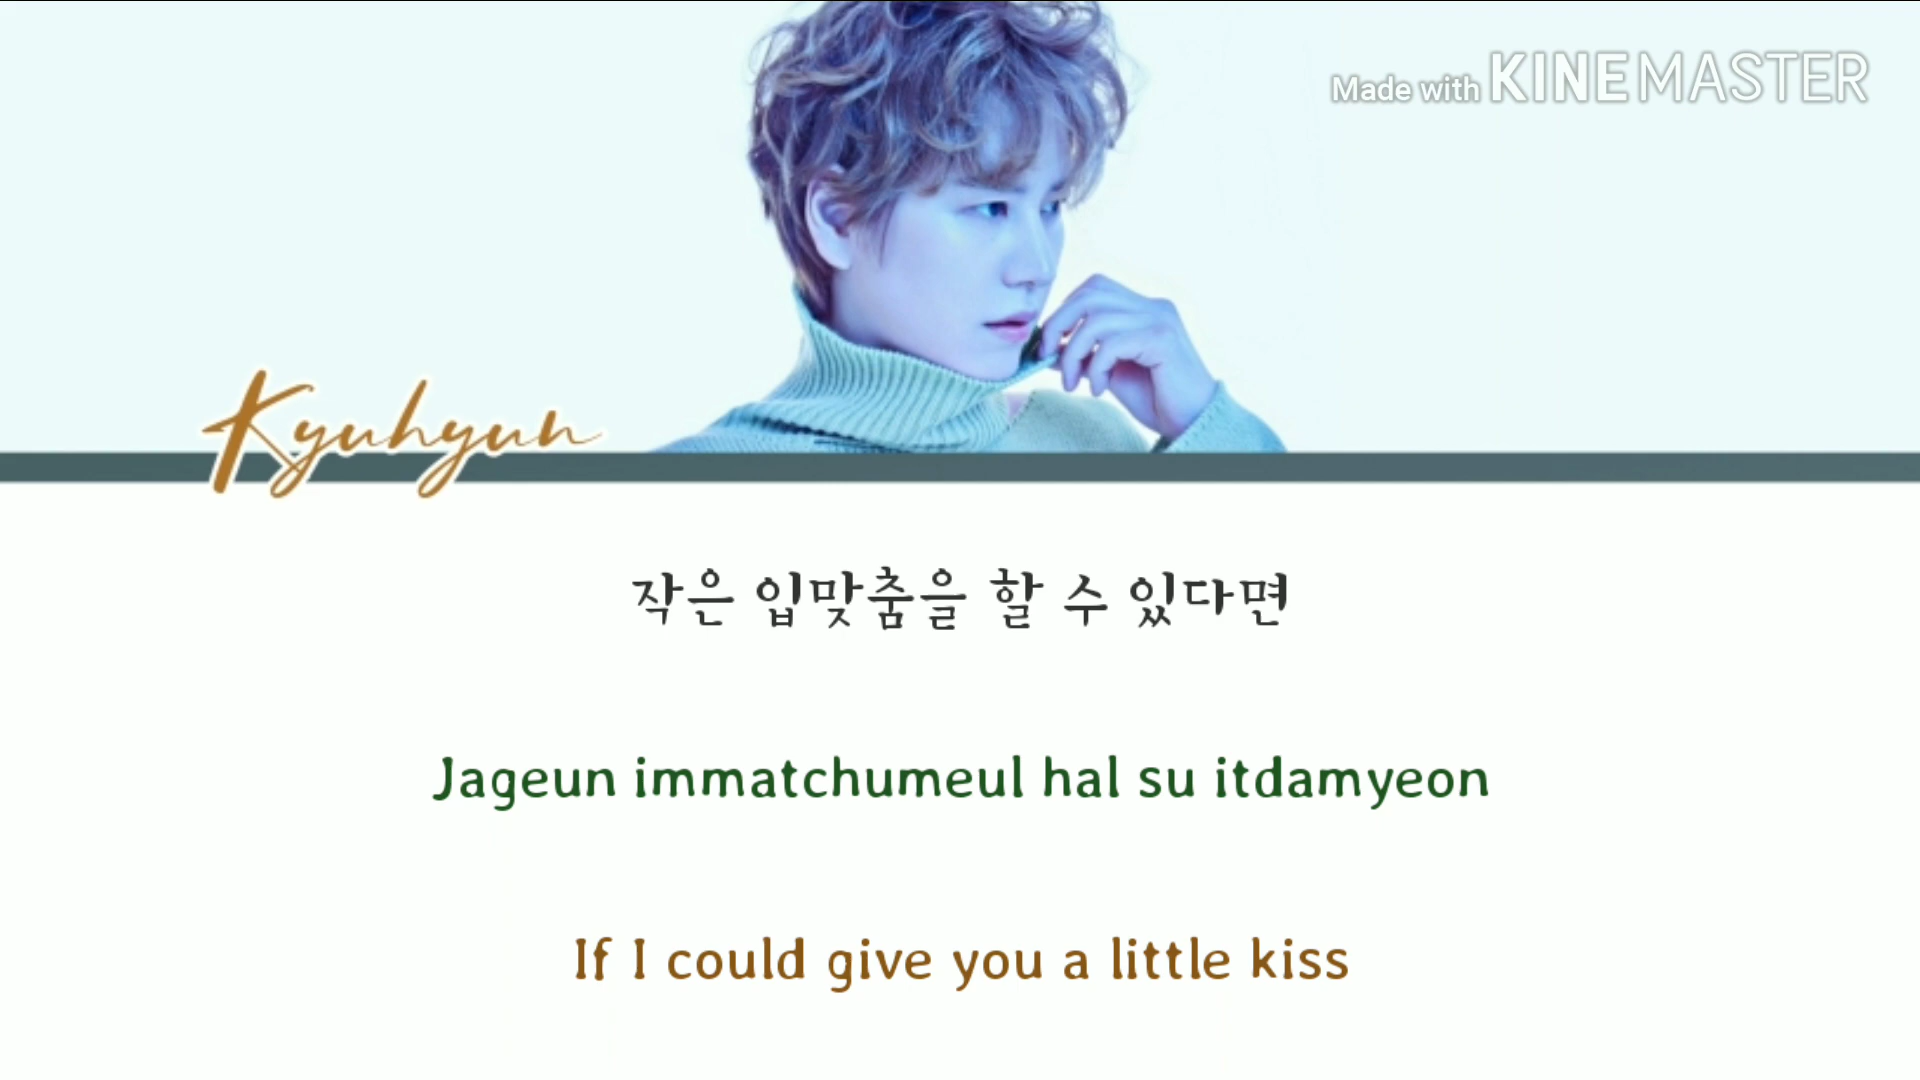 Made with KINEMASTER
Kyuhyun
작은 입맞춤을 할 수 있다면
Jageun immatchumeul hal su itdamyeon
If I could give you a little kiss